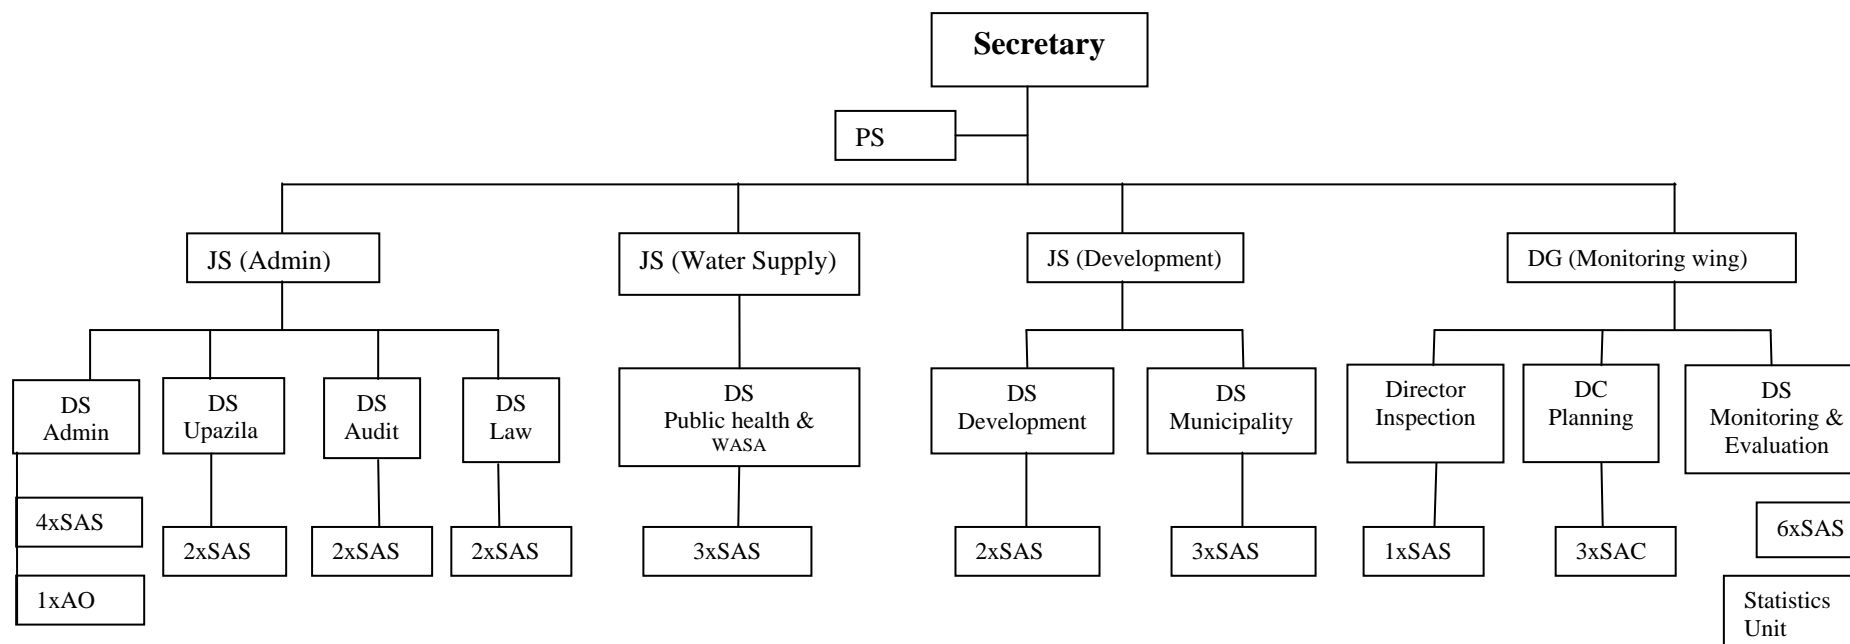 Secretary
PS
JS (Admin)
JS (Water Supply)
JS (Development)
DG (Monitoring wing)
DS
Admin
DS
Upazila
DS
Audit
DS
Law
DS
Public health &
WASA
DS
Development
DS
Municipality
Director
Inspection
DC
Planning
DS
Monitoring &
Evaluation
4xSAS
2xSAS
2xSAS
2xSAS
3xSAS
2xSAS
3xSAS
1xSAS
3xSAC
6xSAS
1xAO
Statistics
Unit